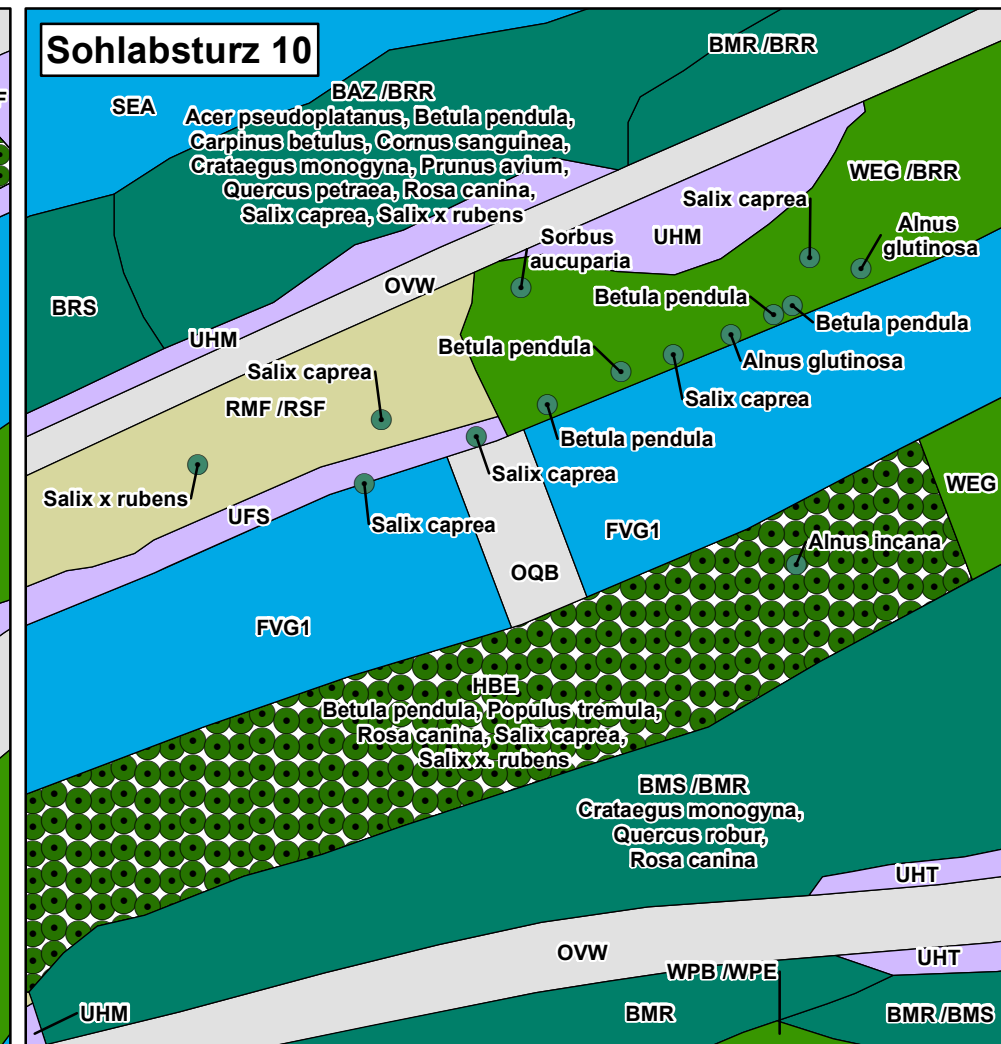 Sohlabsturz 10
BMR /BRR
SEA
BAZ /BRR
Acer pseudoplatanus, Betula pendula,
Carpinus betulus, Cornus sanguinea,
Crataegus monogyna, Prunus avium,
Quercus petraea, Rosa canina,
Salix caprea, Salix x rubens
WEG /BRR
Salix caprea
Alnus
glutinosa
UHM
Sorbus
aucuparia
OVW
BRS
Betula pendula
Betula pendula
UHM
Betula pendula
Alnus glutinosa
Salix caprea
Salix caprea
RMF /RSF
Betula pendula
Salix caprea
Salix x rubens
UFS
Salix caprea
WEG
FVG1
Alnus incana
OQB
FVG1
HBE
Betula pendula, Populus tremula,
Rosa canina, Salix caprea,
Salix x. rubens
BMS /BMR
Crataegus monogyna,
Quercus robur,
Rosa canina
UHT
OVW
UHT
WPB /WPE
UHM
BMR
BMR /BMS